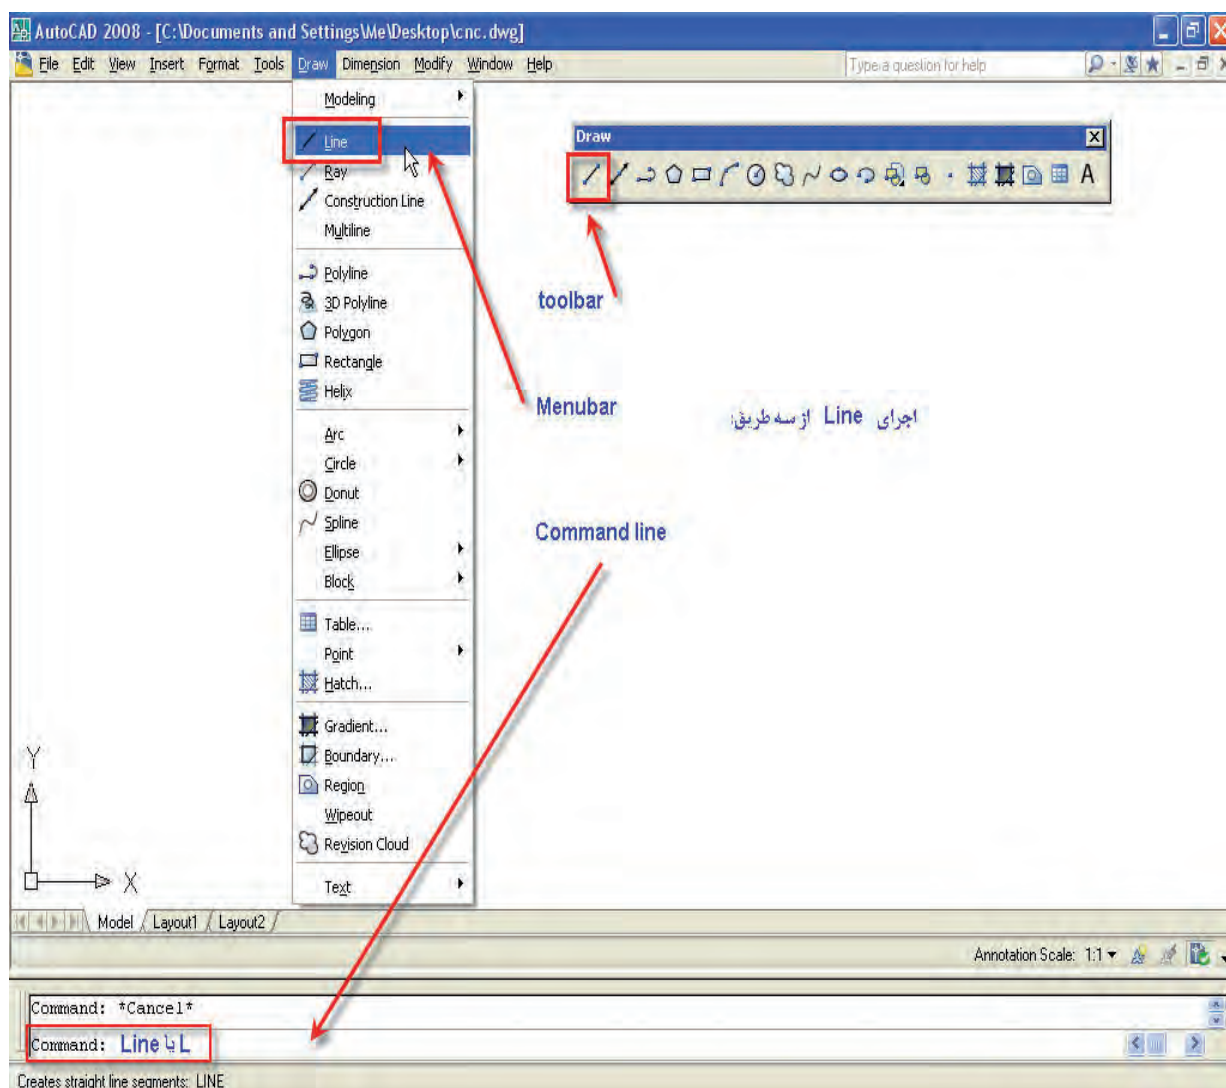 AutoCAD 2008 - [C:\Documents and Settings\Me\Desktop\cnc.dwg]
File Edit View Insert Format Tools Draw Dimension Modify Window Help
Type a question for help
Modeling
Line
Ray
Construction Line
Multiline
Polyline
3D Polyline
Polygon
Rectangle
Helix
Arc
Circle
Donut
Spline
Ellipse
Block
Table...
Point
Hatch...
Gradient...
Boundary...
Region
Wipeout
Revision Cloud
Text
Draw
A
toolbar
Menubar
اجرای Line از سه طریق:
Command line
Y
X
Model Layout1 Layout2
Annotation Scale: 1:1
Command: *Cancel*
Command: Line یا L
Creates straight line segments: LINE